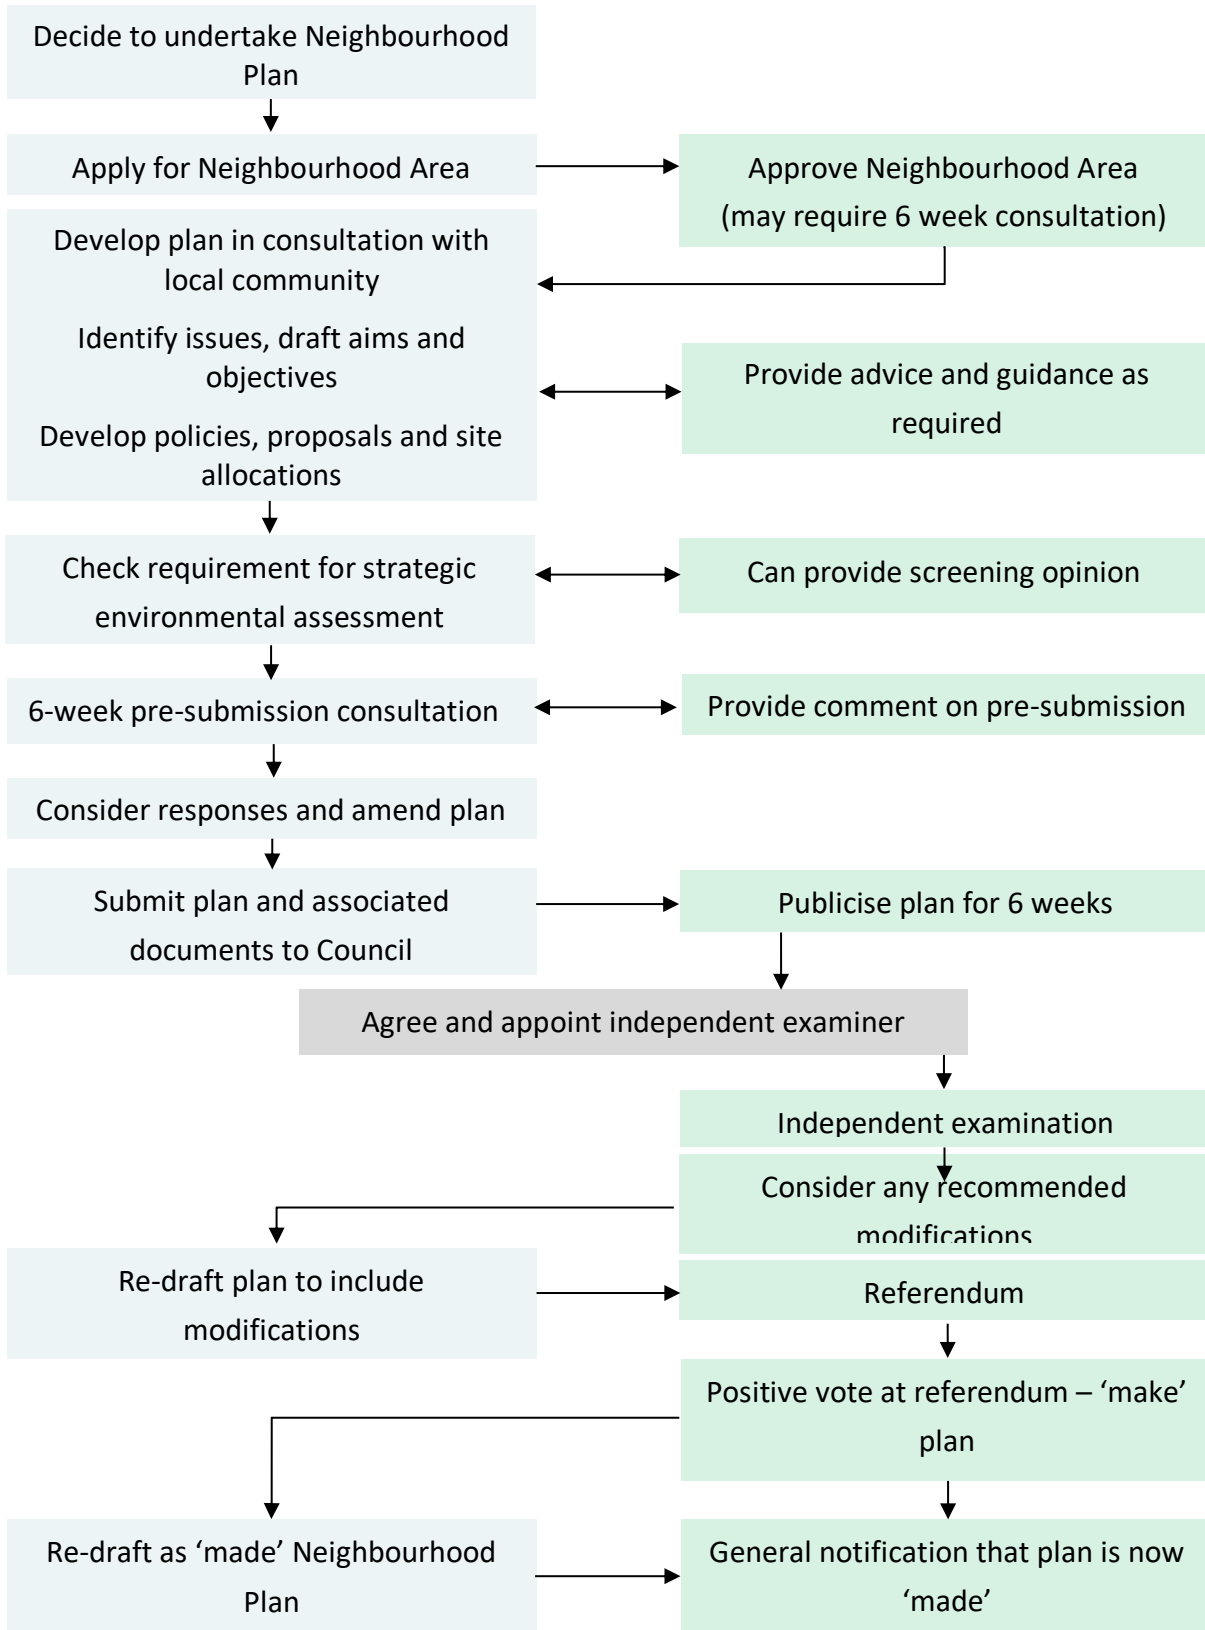 Decide to undertake Neighbourhood
Plan
Apply for Neighbourhood Area
Approve Neighbourhood Area
(may require 6 week consultation)
Develop plan in consultation with
local community
Identify issues, draft aims and
objectives
Develop policies, proposals and site
allocations
Provide advice and guidance as
required
Check requirement for strategic
environmental assessment
Can provide screening opinion
6-week pre-submission consultation
Provide comment on pre-submission
Consider responses and amend plan
Submit plan and associated
documents to Council
Publicise plan for 6 weeks
Agree and appoint independent examiner
Independent examination
Consider any recommended
modifications
Re-draft plan to include
modifications
Referendum
Positive vote at referendum – ‘make’
plan
Re-draft as ‘made’ Neighbourhood
Plan
General notification that plan is now
‘made’